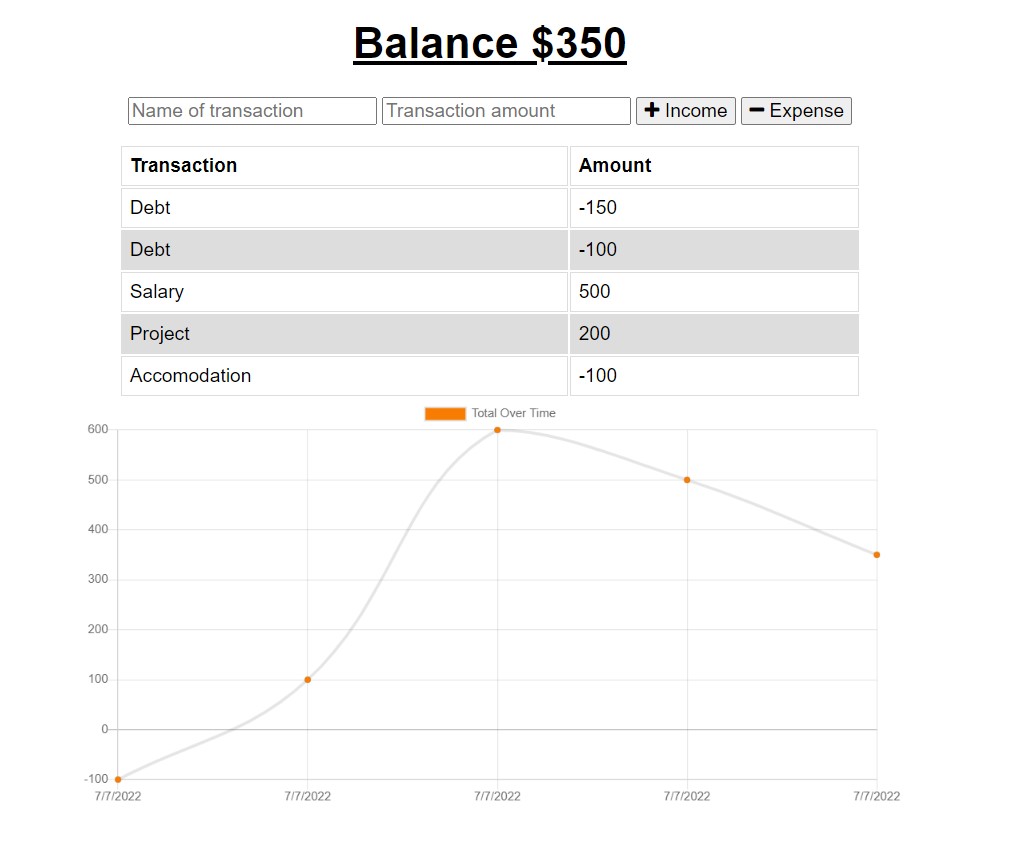 Balance $350
Name of transaction Transaction amount + Income − Expense
Transaction Amount
Debt -150
Debt -100
Salary 500
Project 200
Accomodation -100
Total Over Time
600
500
400
300
200
100
0
-100
7/7/2022 7/7/2022 7/7/2022 7/7/2022 7/7/2022